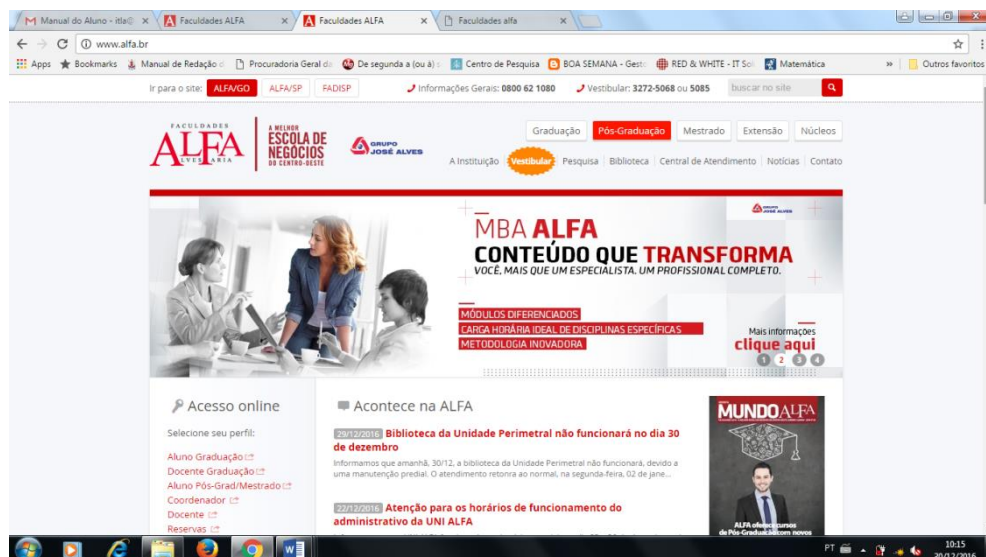 Manual do Aluno - itla@
Faculdades ALFA
Faculdades ALFA
Faculdades alfa
www.alfa.br
Apps
Bookmarks
Manual de Redação
Procuradoria Geral da
De segunda a (ou à)
Centro de Pesquisa
BOA SEMANA - Gest
RED & WHITE - IT So
Matemática
»
Outros favoritos
Ir para o site:
ALFA/GO
ALFA/SP
FADISP
Informações Gerais: 0800 62 1080
Vestibular: 3272-5068 ou 5085
buscar no site
FACULDADES
ALFA
ALVES FARIA
A MELHOR
ESCOLA DE
NEGÓCIOS
DO CENTRO-OESTE
GRUPO
JOSÉ ALVES
Graduação
Pós-Graduação
Mestrado
Extensão
Núcleos
A Instituição
Vestibular
Pesquisa
Biblioteca
Central de Atendimento
Notícias
Contato
GRUPO
JOSÉ ALVES
MBA ALFA
CONTEÚDO QUE TRANSFORMA
VOCÊ, MAIS QUE UM ESPECIALISTA. UM PROFISSIONAL COMPLETO.
MÓDULOS DIFERENCIADOS
CARGA HORÁRIA IDEAL DE DISCIPLINAS ESPECÍFICAS
METODOLOGIA INOVADORA
Mais informações
clique aqui
1 2 3 4
Acesso online
Selecione seu perfil:
Aluno Graduação
Docente Graduação
Aluno Pós-Grad/Mestrado
Coordenador
Docente
Reservas
Acontece na ALFA
29/12/2016 Biblioteca da Unidade Perimetral não funcionará no dia 30
de dezembro
Informamos que amanhã, 30/12, a biblioteca da Unidade Perimetral não funcionará, devido a
uma manutenção predial. O atendimento retorna ao normal, na segunda-feira, 02 de jane...
22/12/2016 Atenção para os horários de funcionamento do
administrativo da UNI ALFA
MUNDO ALFA
ALFA oferece cursos
de Pós-Graduação com novos
PT
10:15
30/12/2016